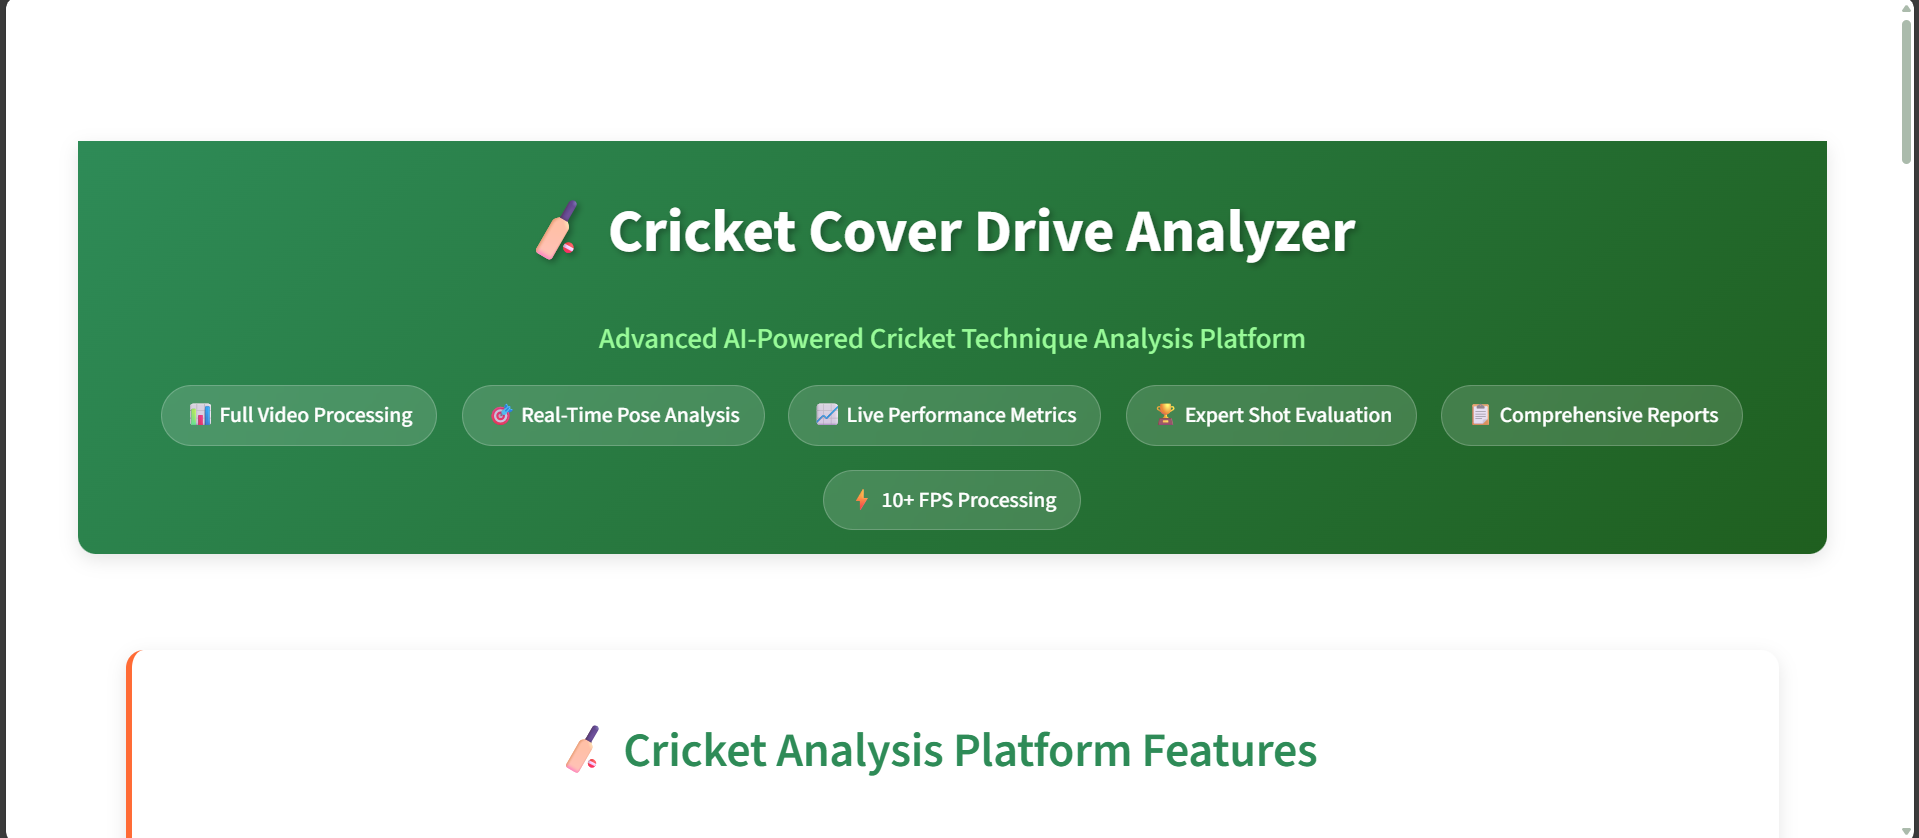 Cricket Cover Drive Analyzer
Advanced AI-Powered Cricket Technique Analysis Platform
Full Video Processing
Real-Time Pose Analysis
Live Performance Metrics
Expert Shot Evaluation
Comprehensive Reports
10+ FPS Processing
Cricket Analysis Platform Features